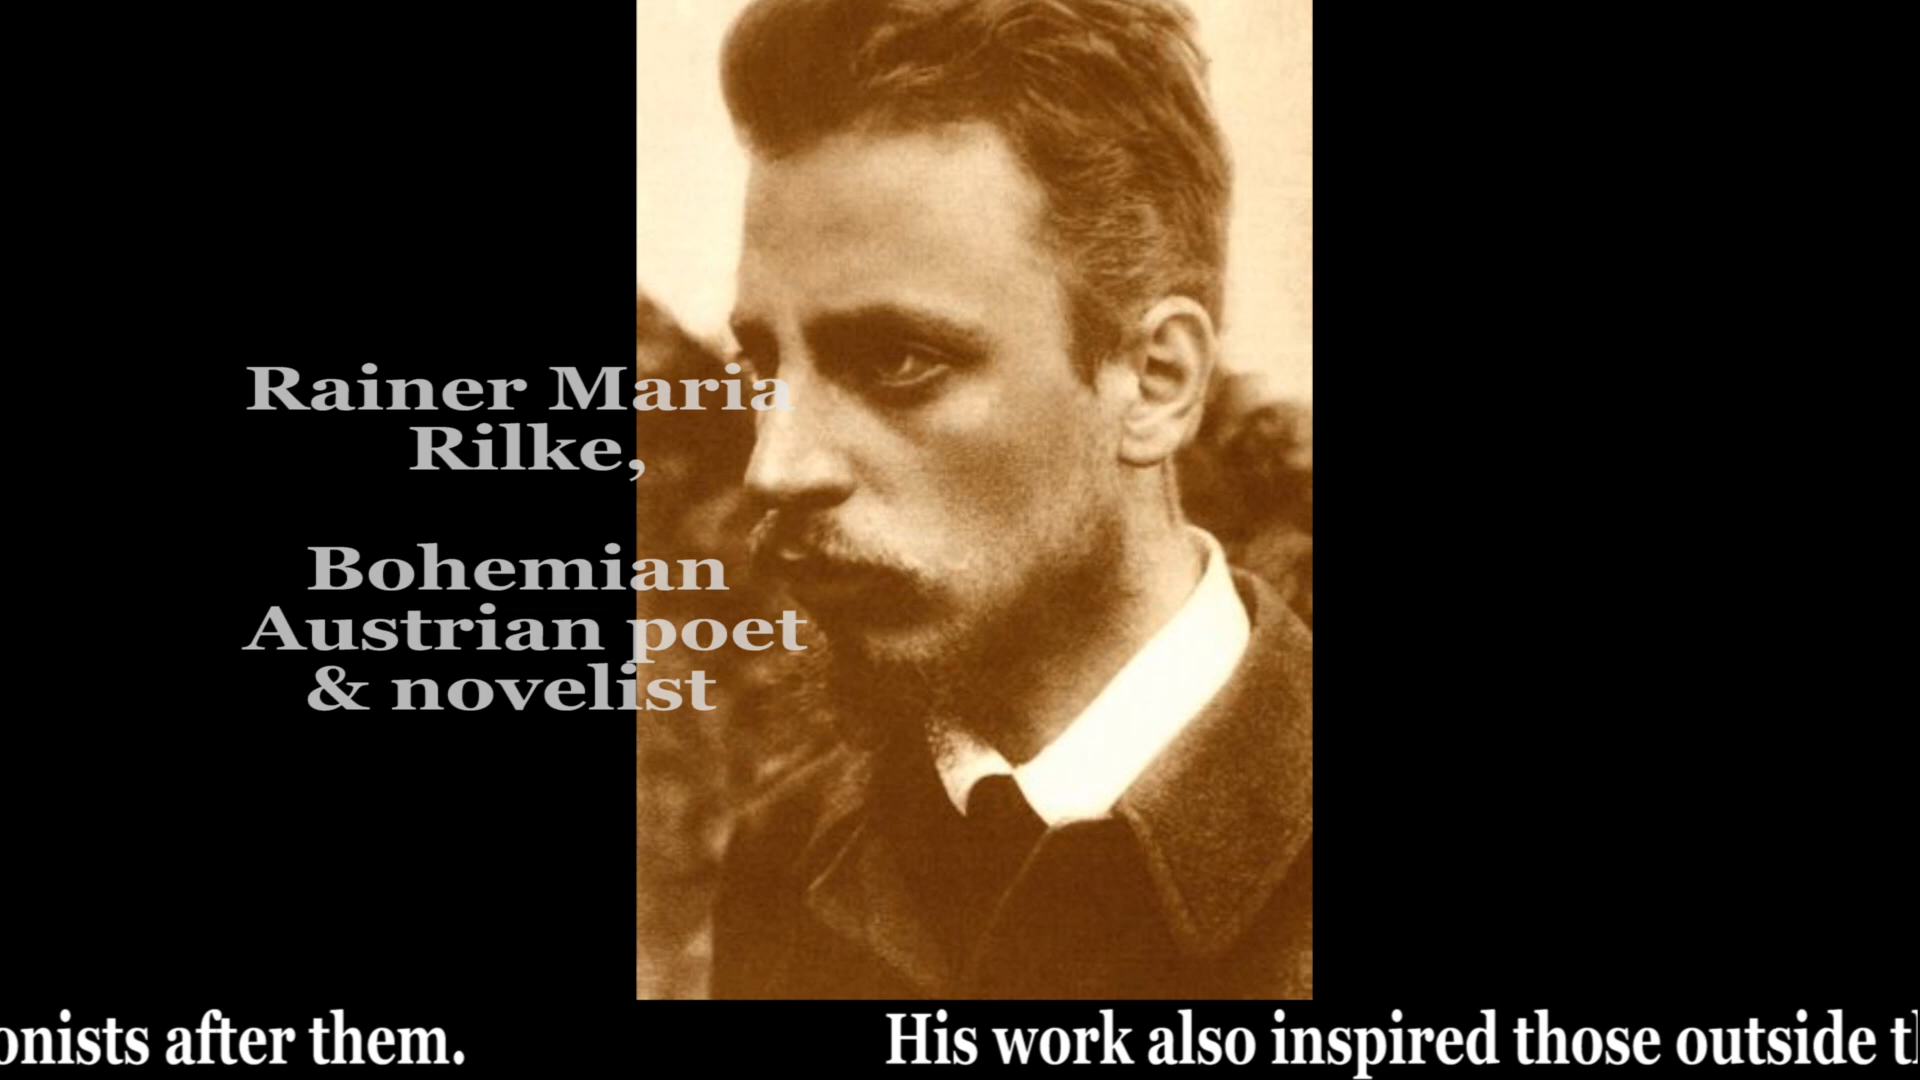 Rainer Maria
Rilke,
Bohemian
Austrian poet
& novelist
onists after them. His work also inspired those outside